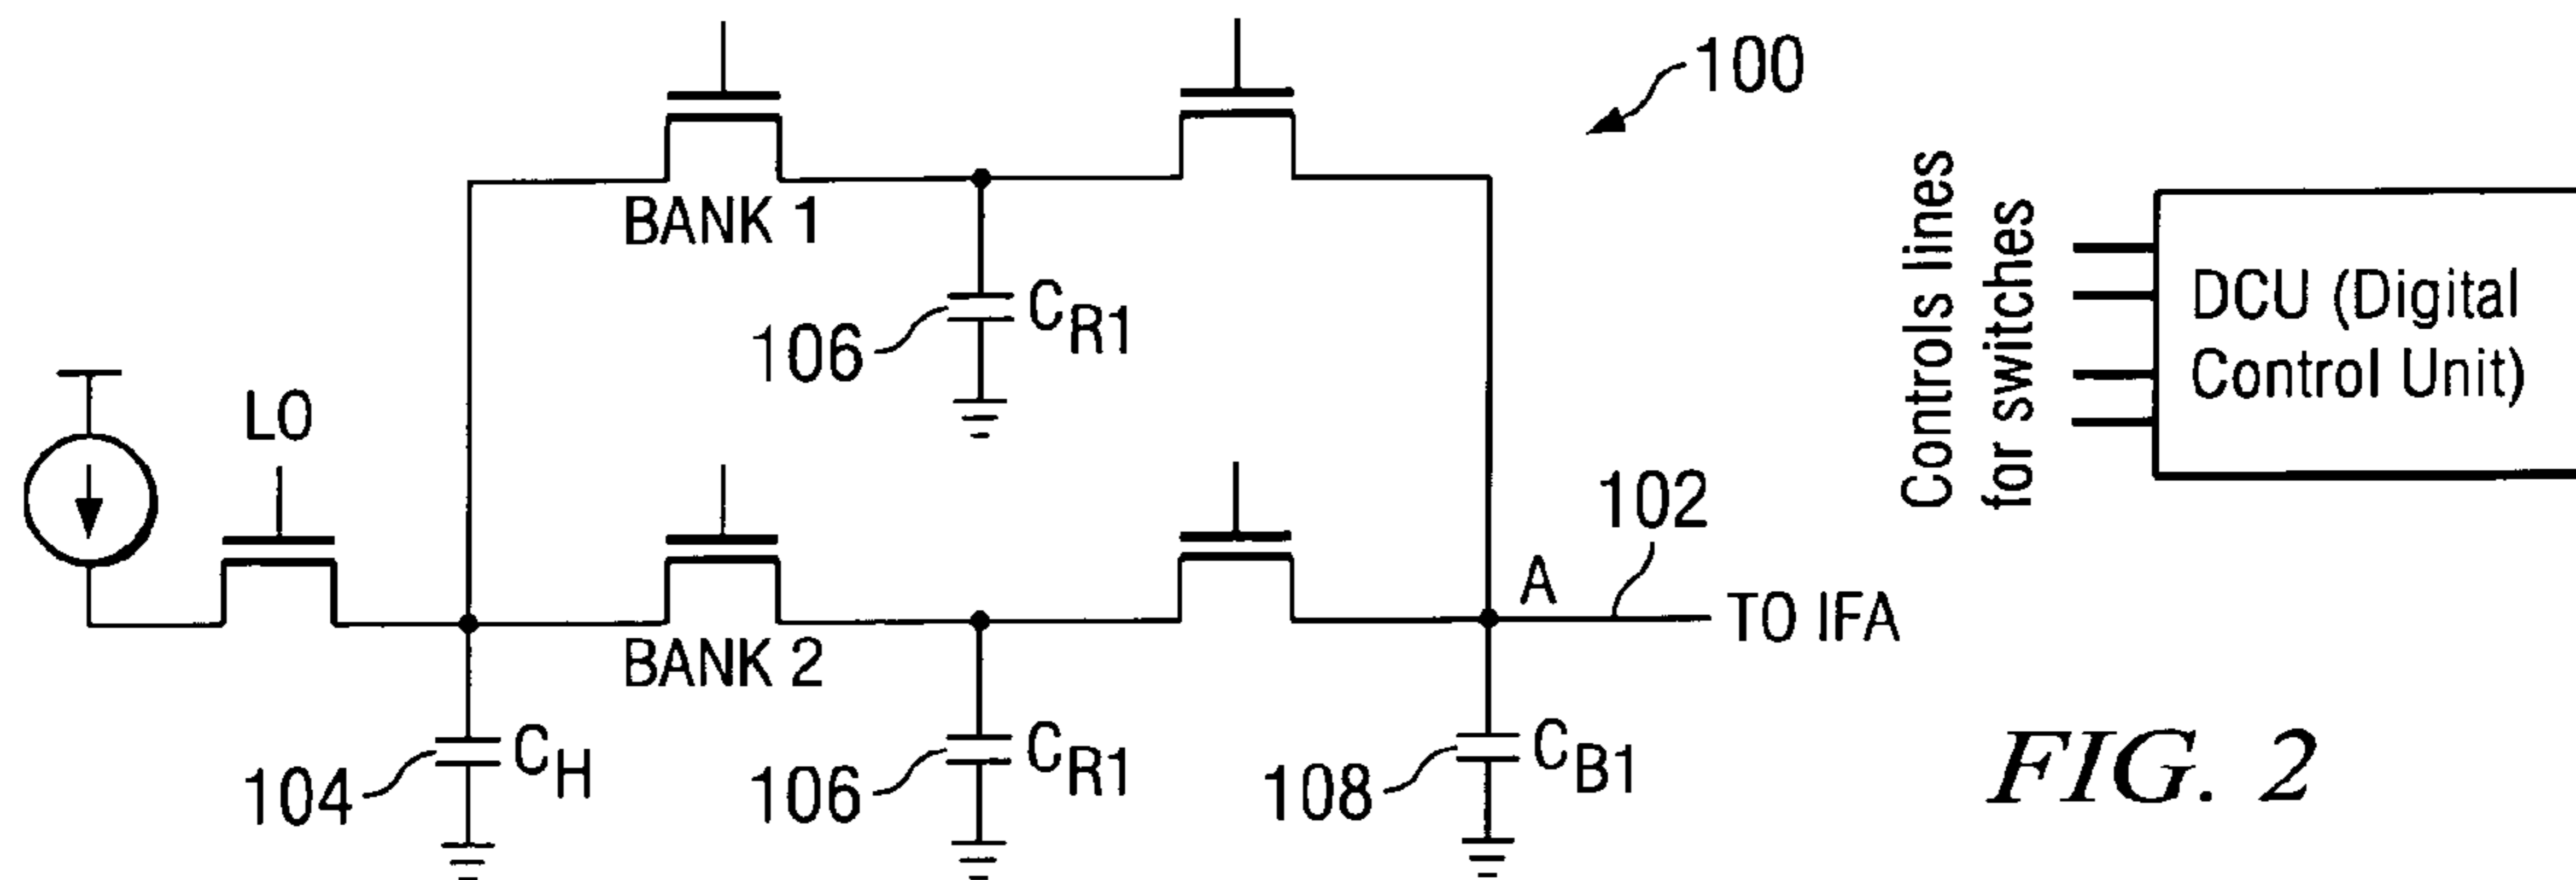 100
BANK 1
CR1
106
LO
BANK 2
CH
104
CR1
106
A
102
TO IFA
CB1
108
Controls lines
for switches
DCU (Digital
Control Unit)
FIG. 2